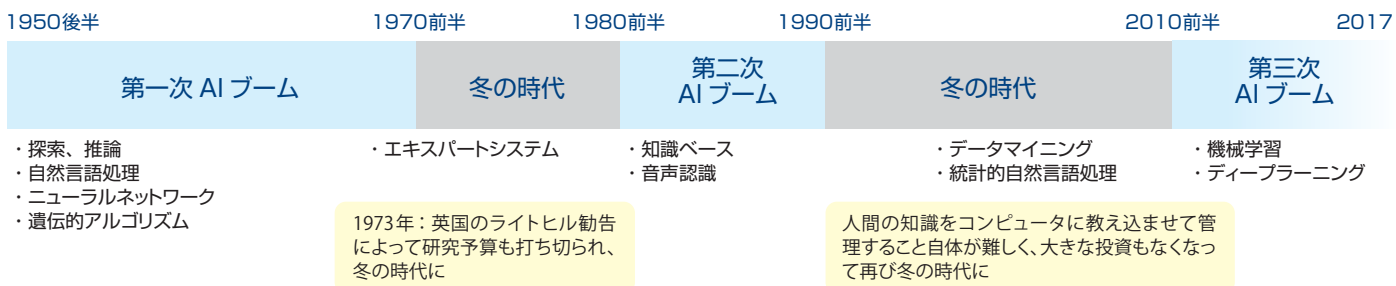 1950後半
1970前半
1980前半
1990前半
2010前半
2017
第一次 AI ブーム
冬の時代
第二次
AI ブーム
冬の時代
第三次
AI ブーム
・探索、推論
・自然言語処理
・ニューラルネットワーク
・遺伝的アルゴリズム
・エキスパートシステム
・知識ベース
・音声認識
・データマイニング
・統計的自然言語処理
・機械学習
・ディープラーニング
1973年：英国のライトヒル勧告
によって研究予算も打ち切られ、
冬の時代に
人間の知識をコンピュータに教え込ませて管
理すること自体が難しく、大きな投資もなくなっ
て再び冬の時代に